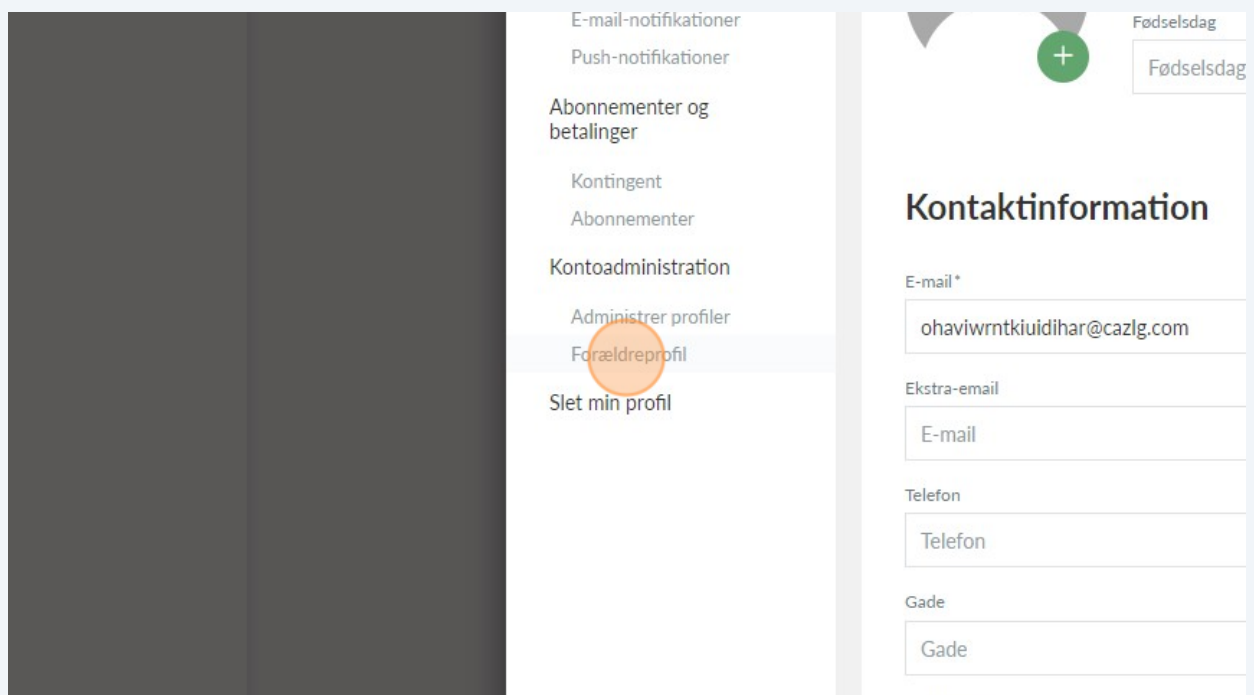 E-mail-notifikationer
Push-notifikationer
Abonnementer og
betalinger
Kontingent
Abonnementer
Kontoadministration
Administrer profiler
Forældreprofil
Slet min profil
Fødselsdag
Fødselsdag
Kontaktinformation
E-mail*
ohaviwrntkiuidihar@cazlg.com
Ekstra-email
E-mail
Telefon
Telefon
Gade
Gade